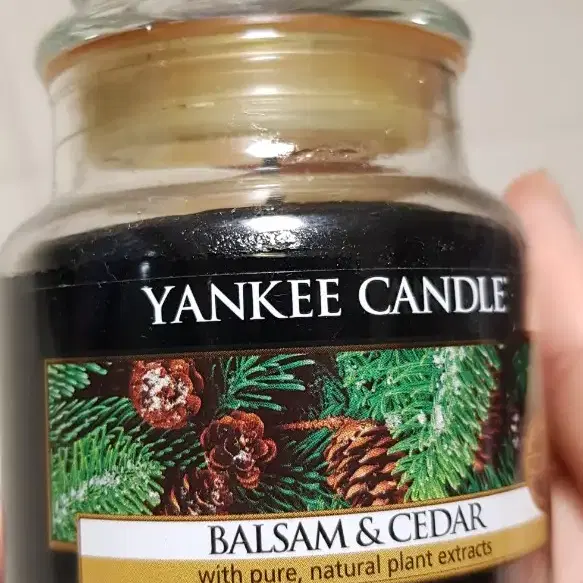 YANKEE CANDLE
BALSAM & CEDAR
with pure, natural plant extracts